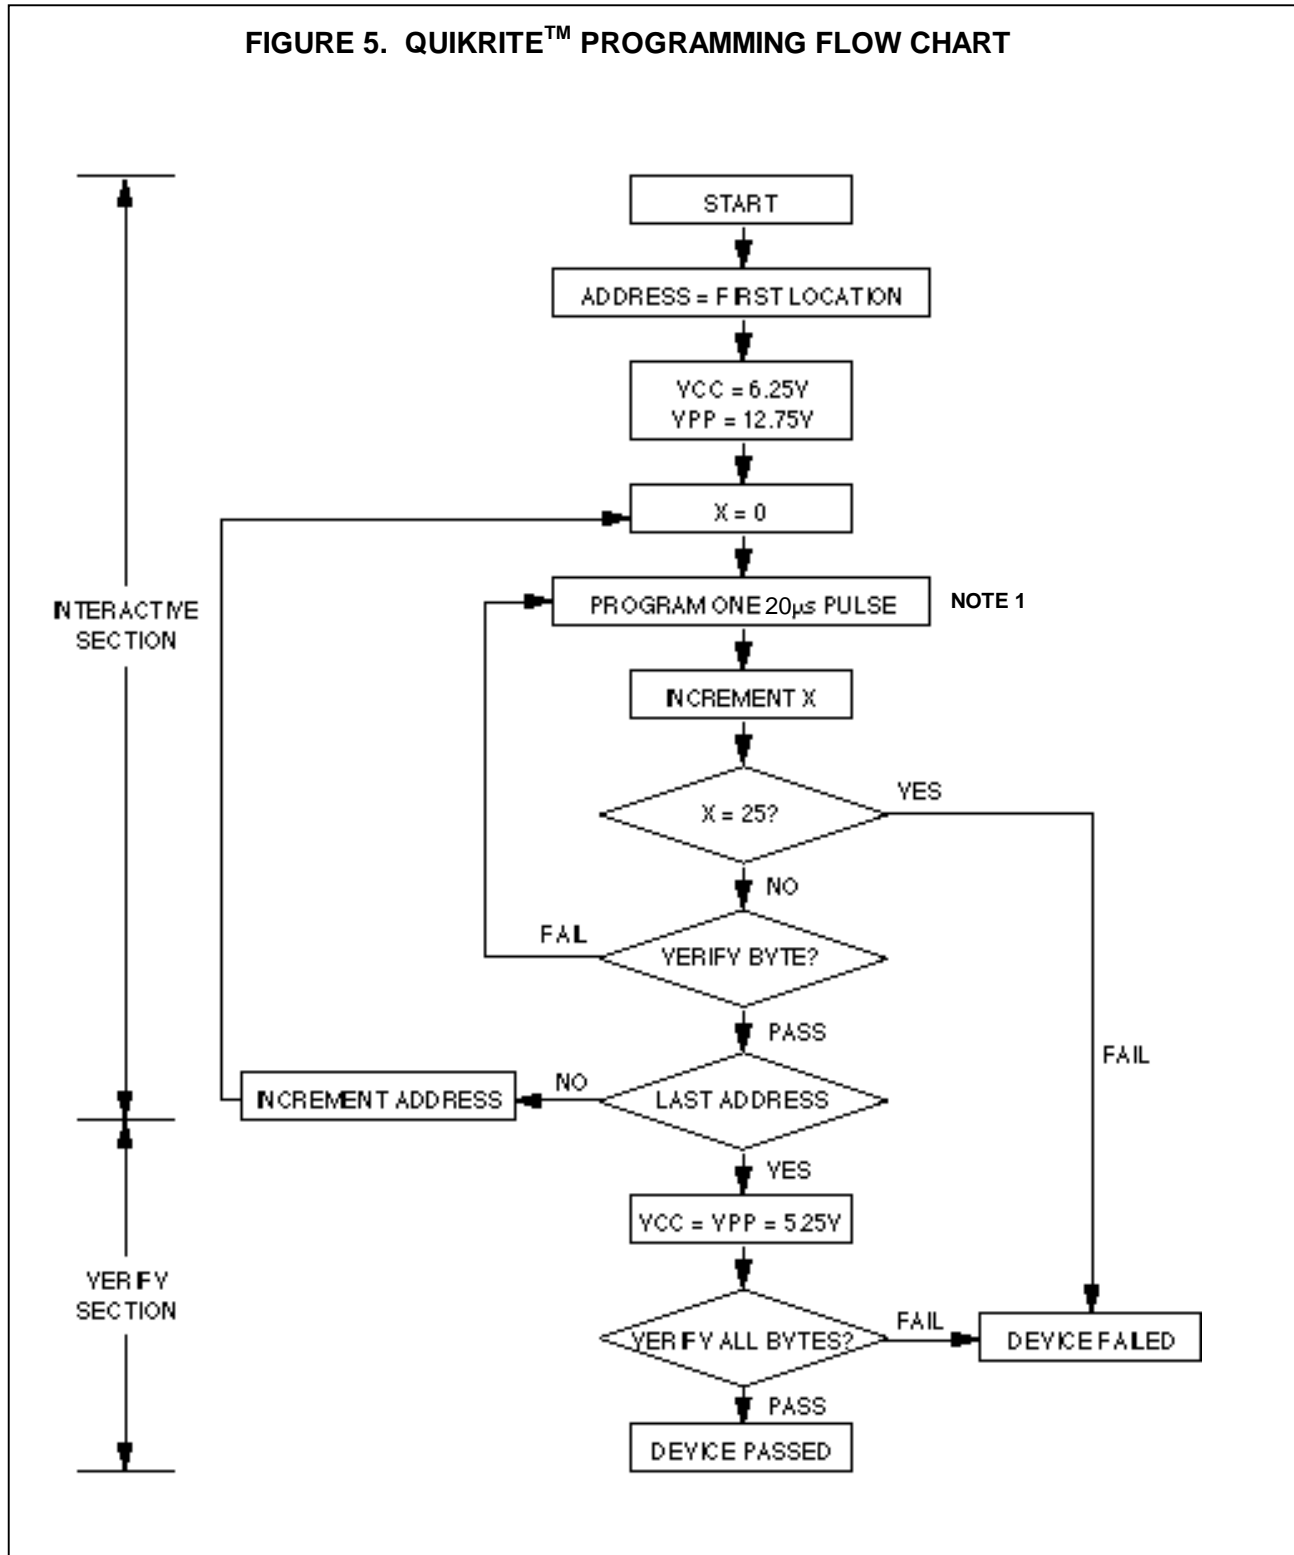 FIGURE 5. QUIKRITE™ PROGRAMMING FLOW CHART
START
ADDRESS = FIRST LOCATION
VCC = 6.25V
VPP = 12.75V
X = 0
PROGRAM ONE 20µs PULSE
NOTE 1
INTERACTIVE
SECTION
INCREMENT X
X = 25?
YES
NO
FAIL
VERIFY BYTE?
PASS
FAIL
INCREMENT ADDRESS
NO
LAST ADDRESS
YES
VCC = VPP = 5.25V
VERIFY
SECTION
VERIFY ALL BYTES?
FAIL
DEVICE FAILED
PASS
DEVICE PASSED